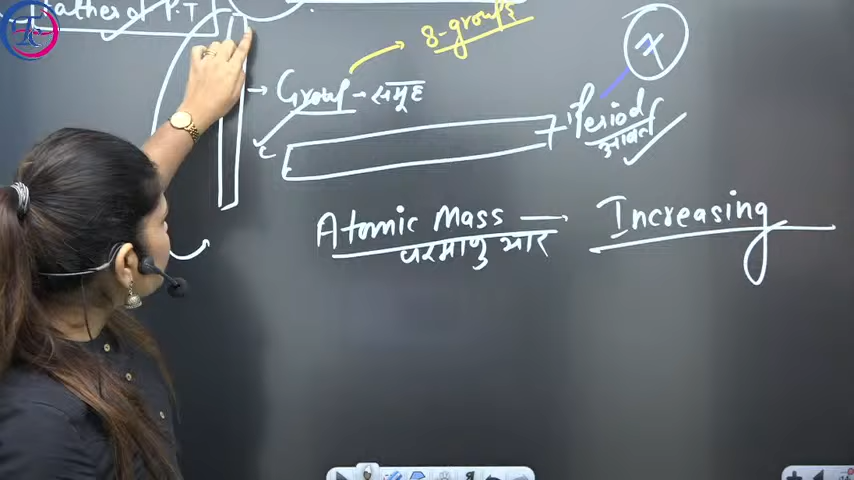 Father of P.T
8-groups
7
→ Group - समूह
Period
आवर्त
Atomic Mass → Increasing
परमाणु भार